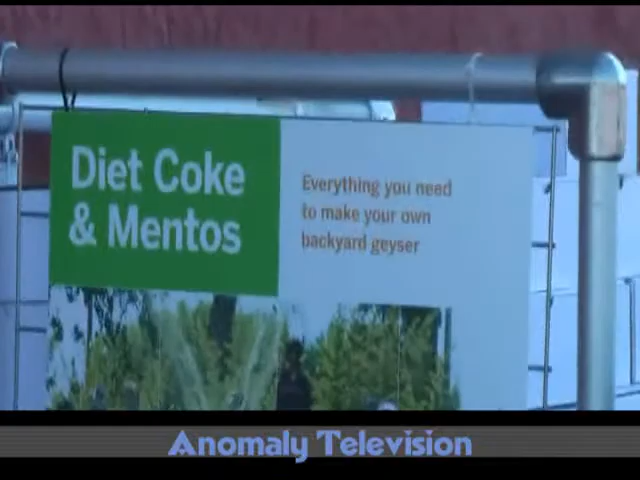 Diet Coke
& Mentos
Everything you need
to make your own
backyard geyser
Anomaly Television